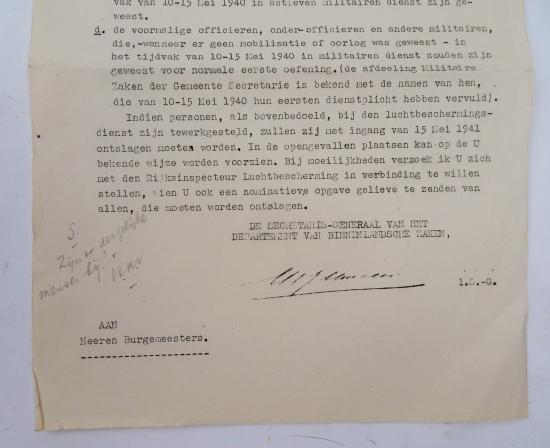 vak van 10-15 Mei 1940 in actieven militairen dienst zijn ge-
weest.
d. de voormalige officieren, onder-officieren en andere militairen,
die,-wanneer er geen mobilisatie of oorlog was geweest - in
het tijdvak van 10-15 Mei 1940 in militairen dienst zouden zijn
geweest voor normale eerste oefening.(de afdeeling Militaire
Zaken der Gemeente Secretarie is bekend met de namen van hen,
die van 10-15 Mei 1940 hun eersten dienstplicht hebben vervuld).
Indien personen, als bovenbedoeld, bij den luchtbeschermings-
dienst zijn tewerkgesteld, zullen zij met ingang van 15 Mei 1941
ontslagen moeten worden. In de opengevallen plaatsen kan op de U
bekende wijze worden voorzien. Bij moeilijkheden verzoek ik U zich
met den Rijksinspecteur Luchtbescherming in verbinding te willen
stellen, wien U ook een nominatieve opgave gelieve te zenden van
allen, die moeten worden ontslagen.
DE SECRETARIS-GENERAAL VAN HET
DEPARTEMENT VAN BINNENLANDSCHE ZAKEN,
S.
Zijn er dergelijke
menschen bij?
l.S.-G.
AAN
Heeren Burgemeesters.